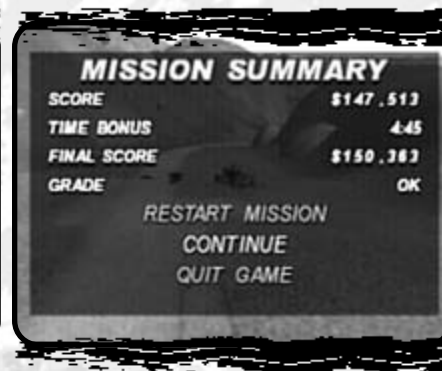 MISSION SUMMARY
SCORE $147,513
TIME BONUS 4:45
FINAL SCORE $150,363
GRADE OK
RESTART MISSION
CONTINUE
QUIT GAME